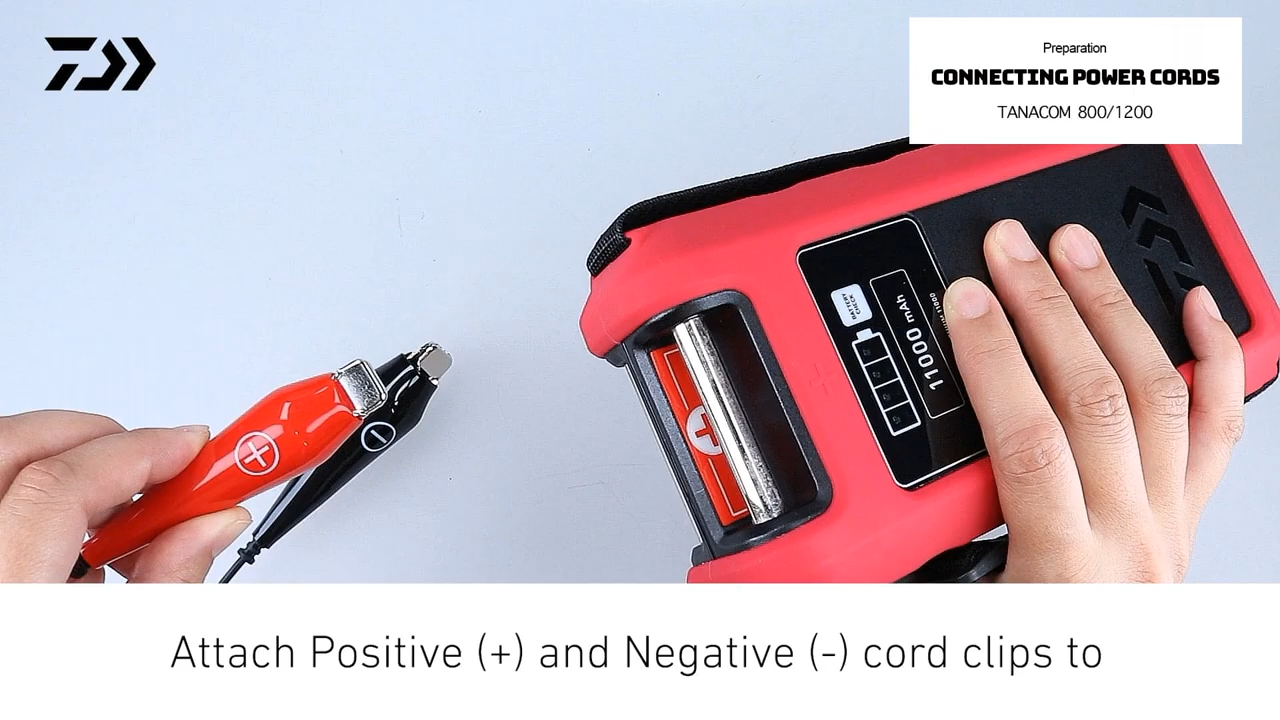 Preparation
CONNECTING POWER CORDS
TANACOM 800/1200
BATTERY
CHECK
11000 mAh
+
-
+
Attach Positive (+) and Negative (-) cord clips to